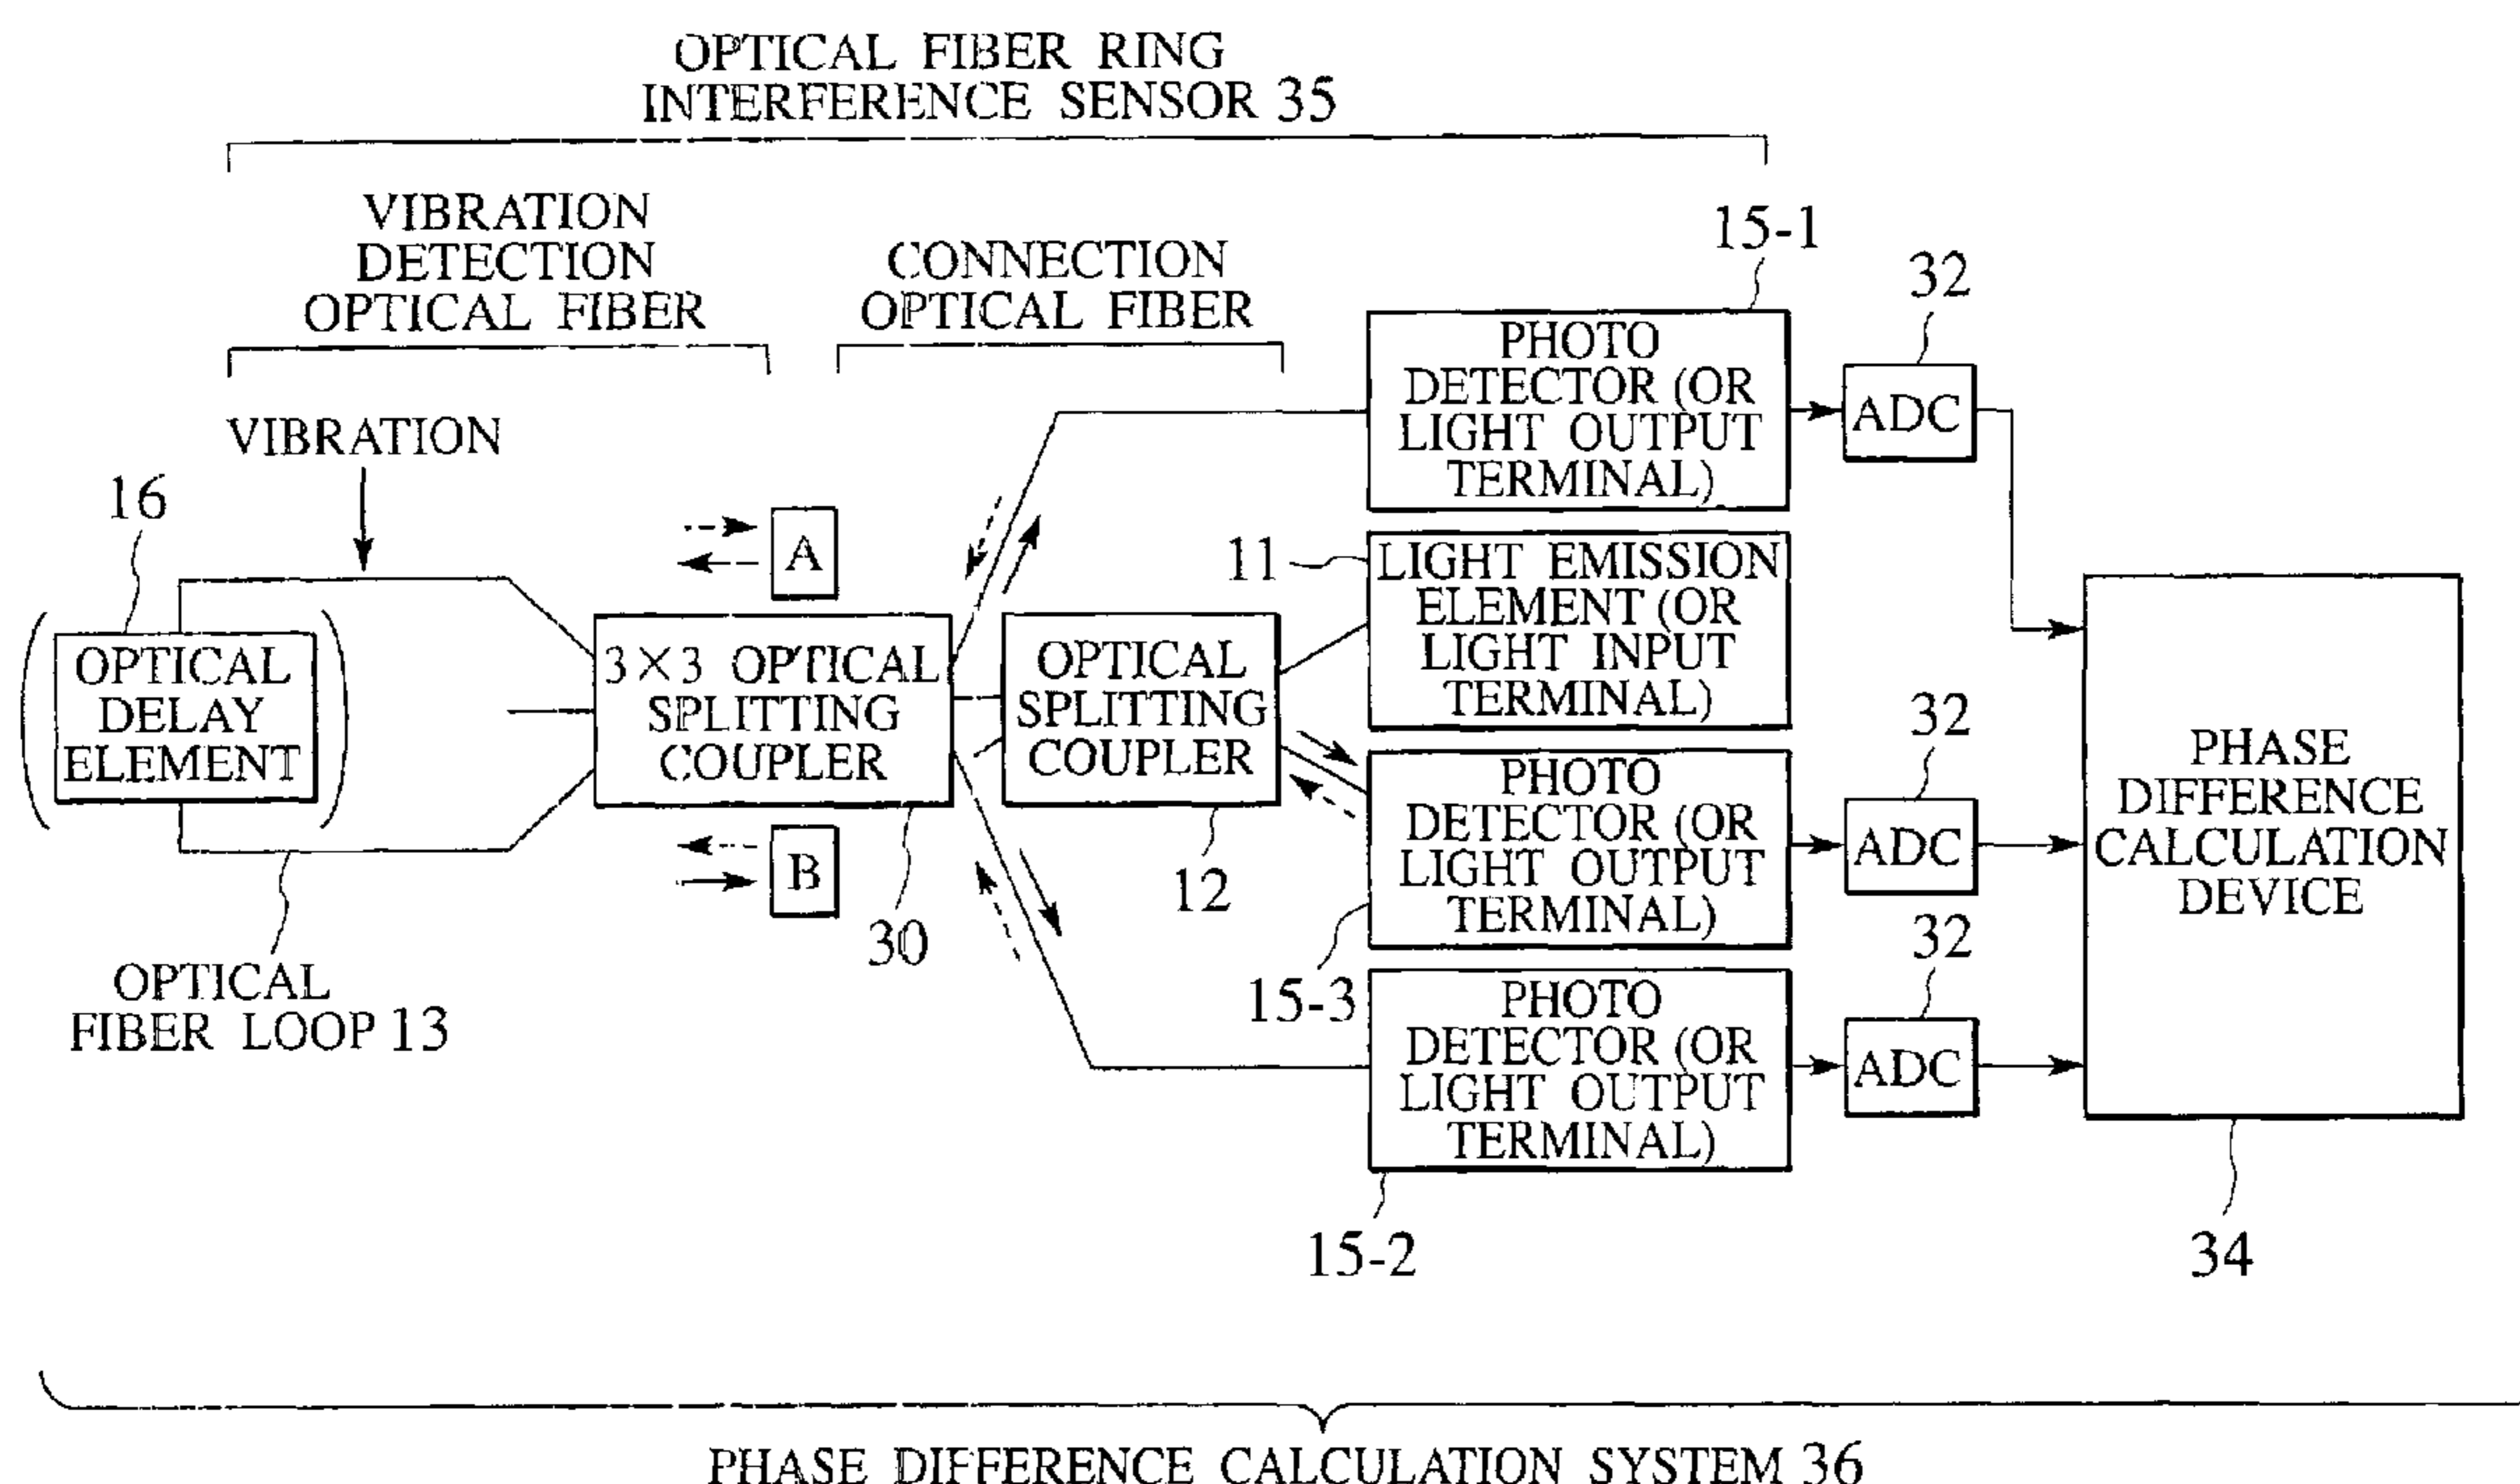 OPTICAL FIBER RING
INTERFERENCE SENSOR 35
VIBRATION
DETECTION
OPTICAL FIBER
CONNECTION
OPTICAL FIBER
15-1
32
PHOTO
DETECTOR (OR
LIGHT OUTPUT
TERMINAL)
ADC
VIBRATION
16
A
11
LIGHT EMISSION
ELEMENT (OR
LIGHT INPUT
TERMINAL)
OPTICAL
DELAY
ELEMENT
3×3 OPTICAL
SPLITTING
COUPLER
OPTICAL
SPLITTING
COUPLER
32
PHOTO
DETECTOR (OR
LIGHT OUTPUT
TERMINAL)
ADC
PHASE
DIFFERENCE
CALCULATION
DEVICE
B
30
12
15-3
32
OPTICAL
FIBER LOOP 13
PHOTO
DETECTOR (OR
LIGHT OUTPUT
TERMINAL)
ADC
15-2
34
PHASE DIFFERENCE CALCULATION SYSTEM 36